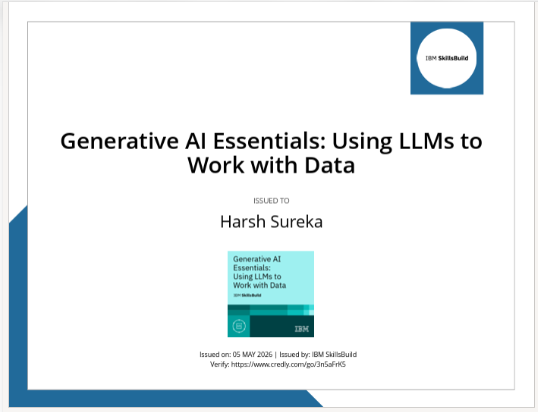 IBM SkillsBuild
Generative AI Essentials: Using LLMs to
Work with Data
ISSUED TO
Harsh Sureka
Generative AI
Essentials:
Using LLMs to
Work with Data
IBM SkillsBuild
IBM
Issued on: 05 MAY 2026 | Issued by: IBM SkillsBuild
Verify: https://www.credly.com/go/3n5aFrK5